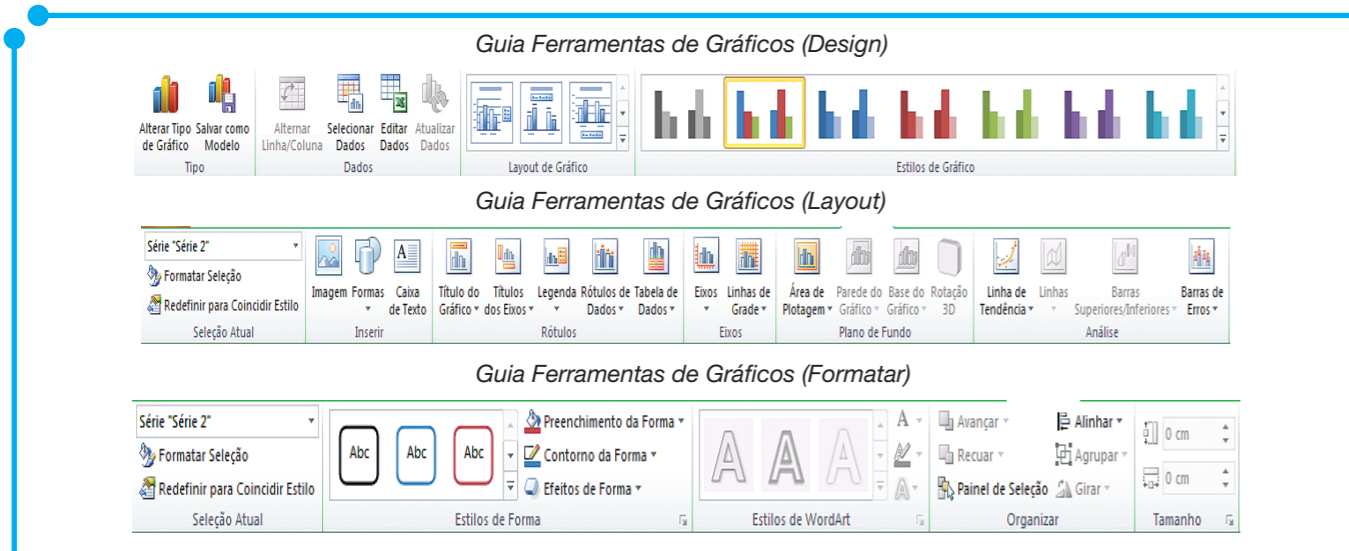 Guia Ferramentas de Gráficos (Design)
Alterar Tipo de Gráfico
Salvar como Modelo
Tipo
Alternar Linha/Coluna
Selecionar Dados
Editar Dados
Atualizar Dados
Dados
Layout de Gráfico
Estilos de Gráfico
Guia Ferramentas de Gráficos (Layout)
Série "Série 2"
Formatar Seleção
Redefinir para Coincidir Estilo
Seleção Atual
Imagem
Formas
Caixa de Texto
Inserir
Título do Gráfico
Títulos dos Eixos
Legenda
Rótulos de Dados
Tabela de Dados
Rótulos
Eixos
Linhas de Grade
Eixos
Área de Plotagem
Parede do Gráfico
Base do Gráfico
Rotação 3D
Plano de Fundo
Linha de Tendência
Linhas
Barras Superiores/Inferiores
Barras de Erros
Análise
Guia Ferramentas de Gráficos (Formatar)
Série "Série 2"
Formatar Seleção
Redefinir para Coincidir Estilo
Seleção Atual
Abc
Abc
Abc
Preenchimento da Forma
Contorno da Forma
Efeitos de Forma
Estilos de Forma
A A A
A
A
Estilos de WordArt
Avançar
Recuar
Painel de Seleção
Alinhar
Agrupar
Girar
Organizar
0 cm
0 cm
Tamanho